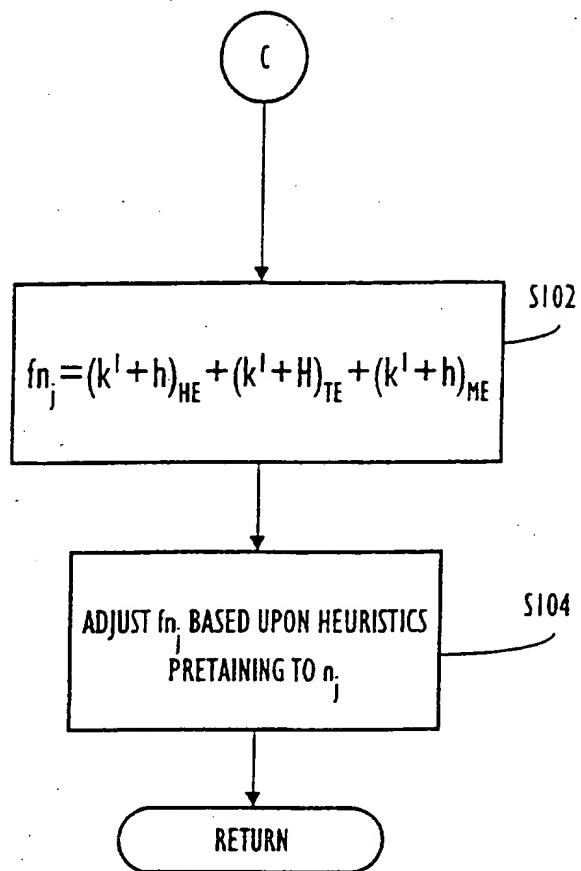 C
S102
fn_j = (k^l + h)_HE + (k^l + H)_TE + (k^l + h)_ME
S104
ADJUST fn_j BASED UPON HEURISTICS
PRETAINING TO n_j
RETURN